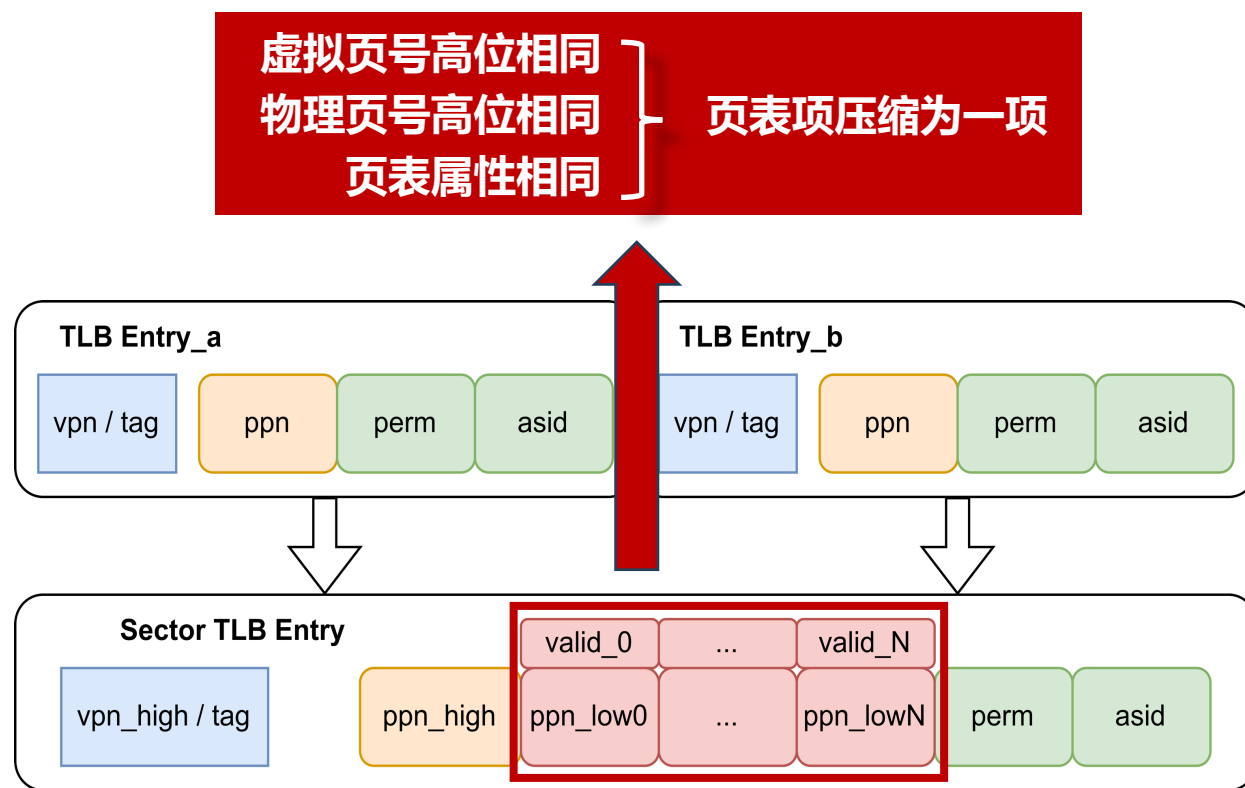 虚拟页号高位相同
物理页号高位相同
页表属性相同
页表项压缩为一项
TLB Entry_a
vpn / tag
ppn
perm
asid
TLB Entry_b
vpn / tag
ppn
perm
asid
Sector TLB Entry
valid_0
...
valid_N
vpn_high / tag
ppn_high
ppn_low0
...
ppn_lowN
perm
asid